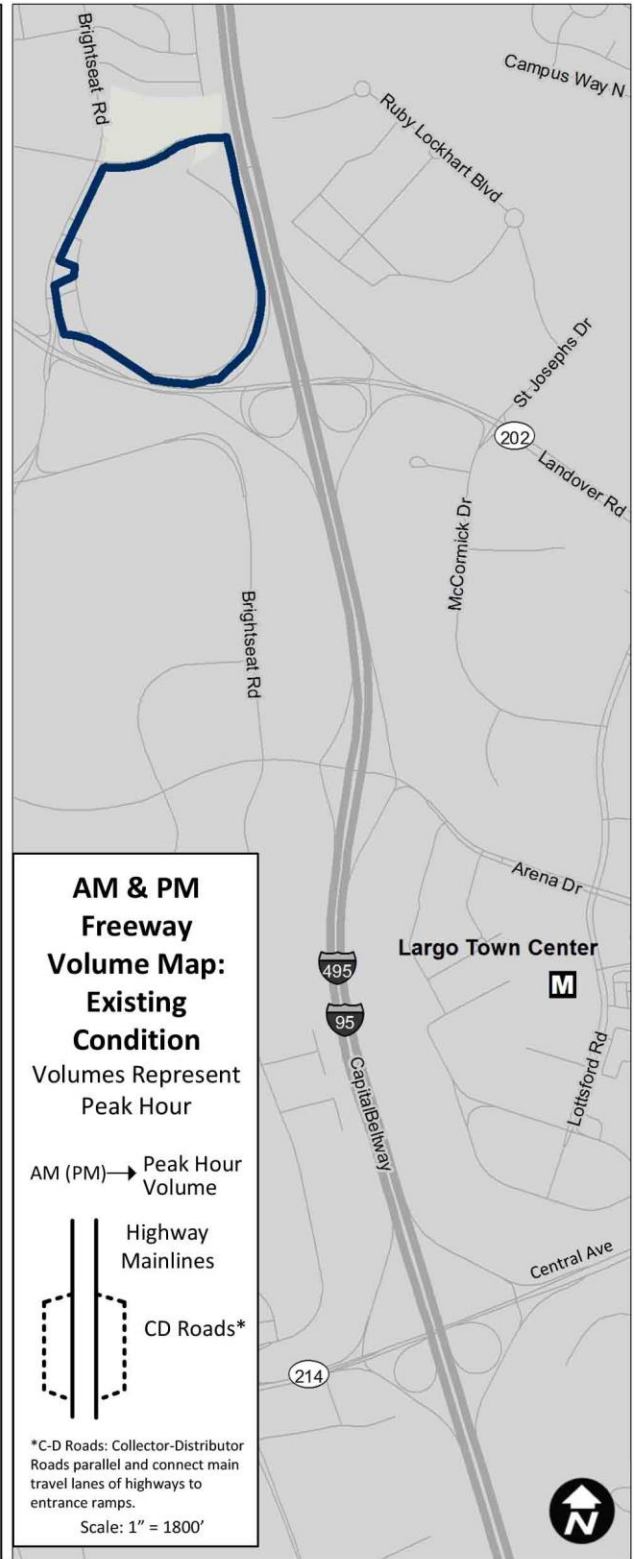 Brightseat Rd
Campus Way N
Ruby Lockhart Blvd
St Josephs Dr
202
Landover Rd
McCormick Dr
Brightseat Rd
Arena Dr
Largo Town Center
M
495
95
CapitalBeltway
Lottsford Rd
Central Ave
214
AM & PM
Freeway
Volume Map:
Existing
Condition
Volumes Represent
Peak Hour
AM (PM) Peak Hour
Volume
Highway
Mainlines
CD Roads*
*C-D Roads: Collector-Distributor
Roads parallel and connect main
travel lanes of highways to
entrance ramps.
Scale: 1" = 1800'
N